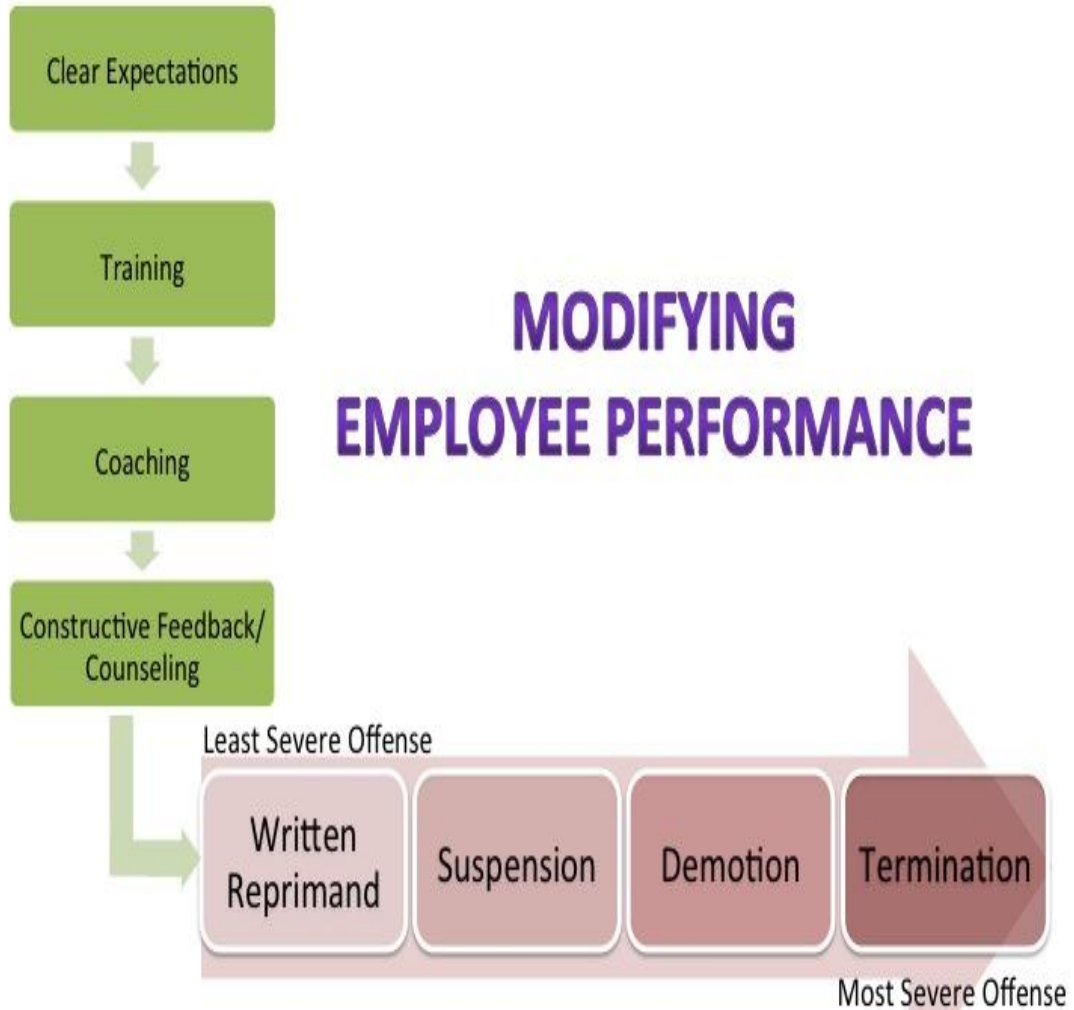 Clear Expectations
Training
Coaching
Constructive Feedback/
Counseling
MODIFYING
EMPLOYEE PERFORMANCE
Least Severe Offense
Written
Reprimand
Suspension
Demotion
Termination
Most Severe Offense